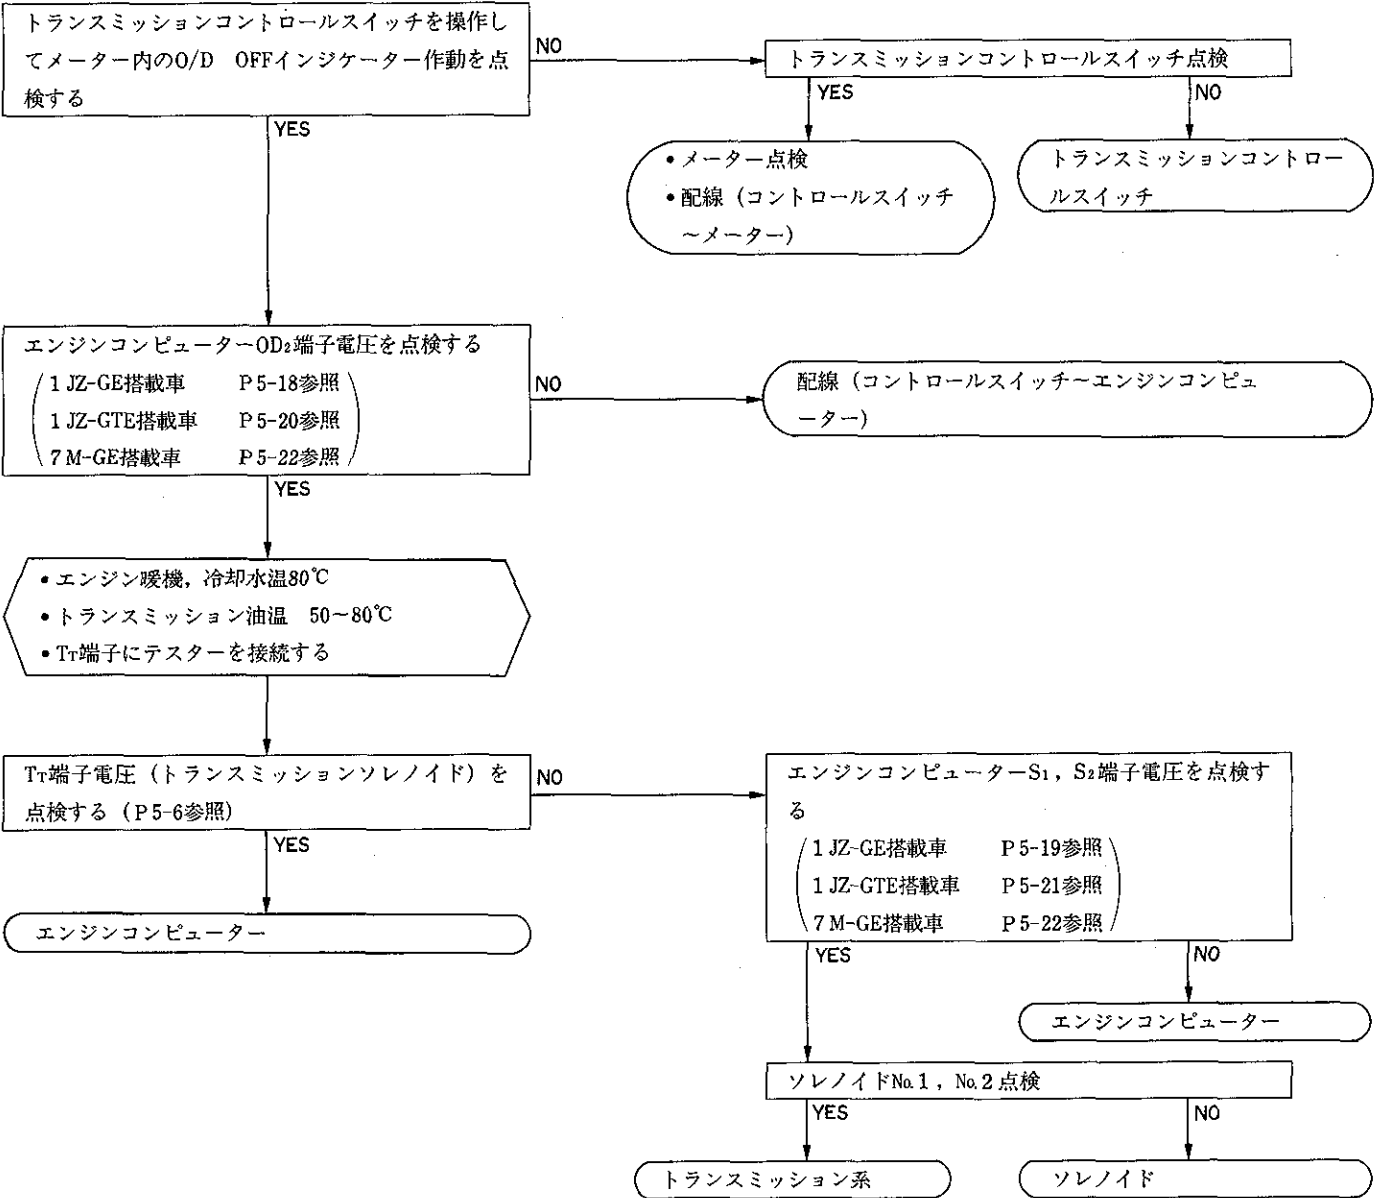 トランスミッションコントロールスイッチを操作し
てメーター内のO/D OFFインジケーター作動を点
検する
NO
トランスミッションコントロールスイッチ点検
YES
NO
YES
• メーター点検
• 配線（コントロールスイッチ
～メーター）
トランスミッションコントロー
ルスイッチ
エンジンコンピューターOD₂端子電圧を点検する
1 JZ-GE搭載車 P 5-18参照
1 JZ-GTE搭載車 P 5-20参照
7 M-GE搭載車 P 5-22参照
NO
配線（コントロールスイッチ～エンジンコンピュ
ーター）
YES
• エンジン暖機，冷却水温80℃
• トランスミッション油温 50～80℃
• TT端子にテスターを接続する
TT端子電圧（トランスミッションソレノイド）を
点検する（P 5-6参照）
NO
YES
エンジンコンピューター
エンジンコンピューターS₁，S₂端子電圧を点検す
る
1 JZ-GE搭載車 P 5-19参照
1 JZ-GTE搭載車 P 5-21参照
7 M-GE搭載車 P 5-22参照
YES
NO
エンジンコンピューター
ソレノイドNo.1，No.2 点検
YES
NO
トランスミッション系
ソレノイド